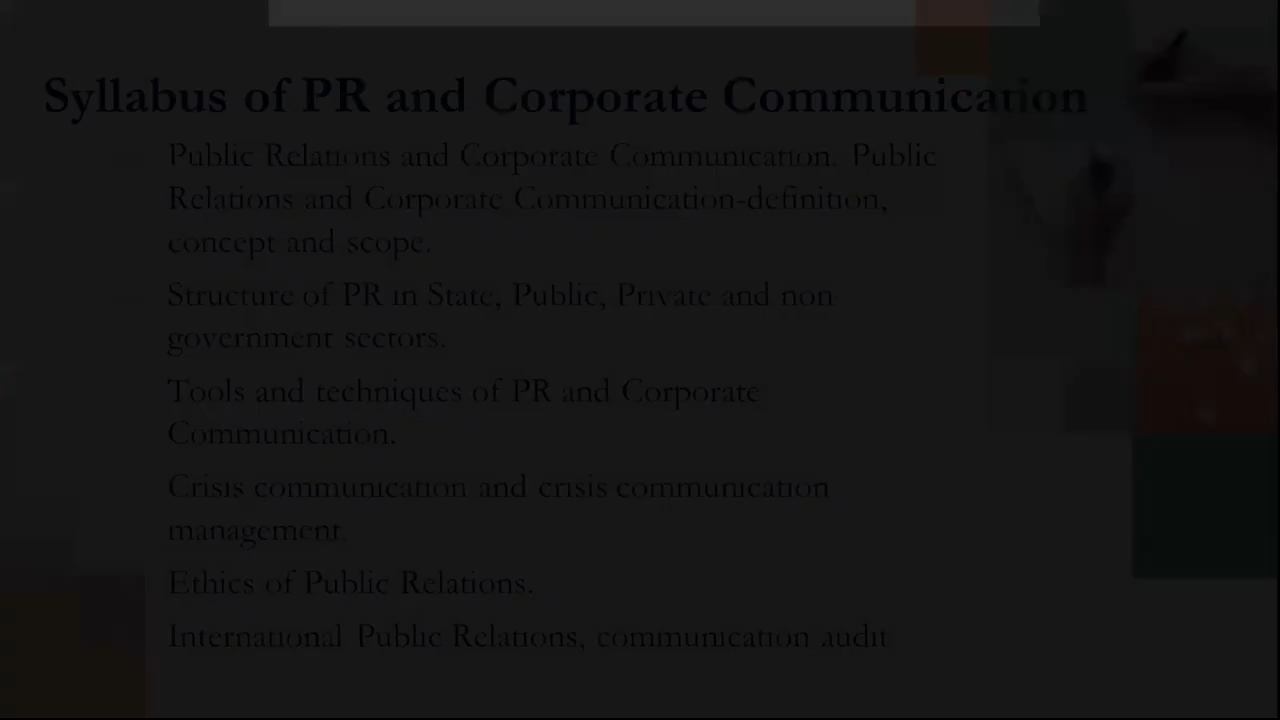 Syllabus of PR and Corporate Communication
Public Relations and Corporate Communication. Public
Relations and Corporate Communication-definition,
concept and scope.
Structure of PR in State, Public, Private and non
government sectors.
Tools and techniques of PR and Corporate
Communication.
Crisis communication and crisis communication
management.
Ethics of Public Relations.
International Public Relations, communication audit